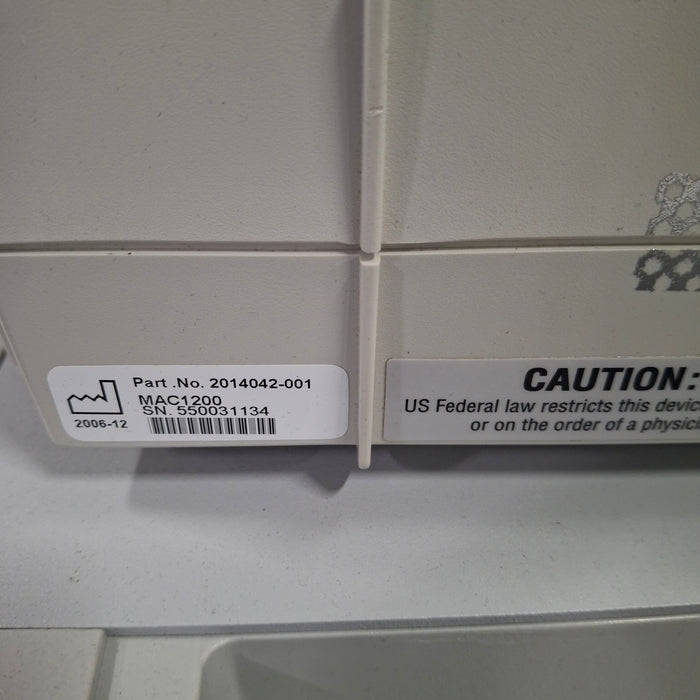 Part .No. 2014042-001
MAC1200
SN. 550031134
2006-12
CAUTION:
US Federal law restricts this devic
or on the order of a physici